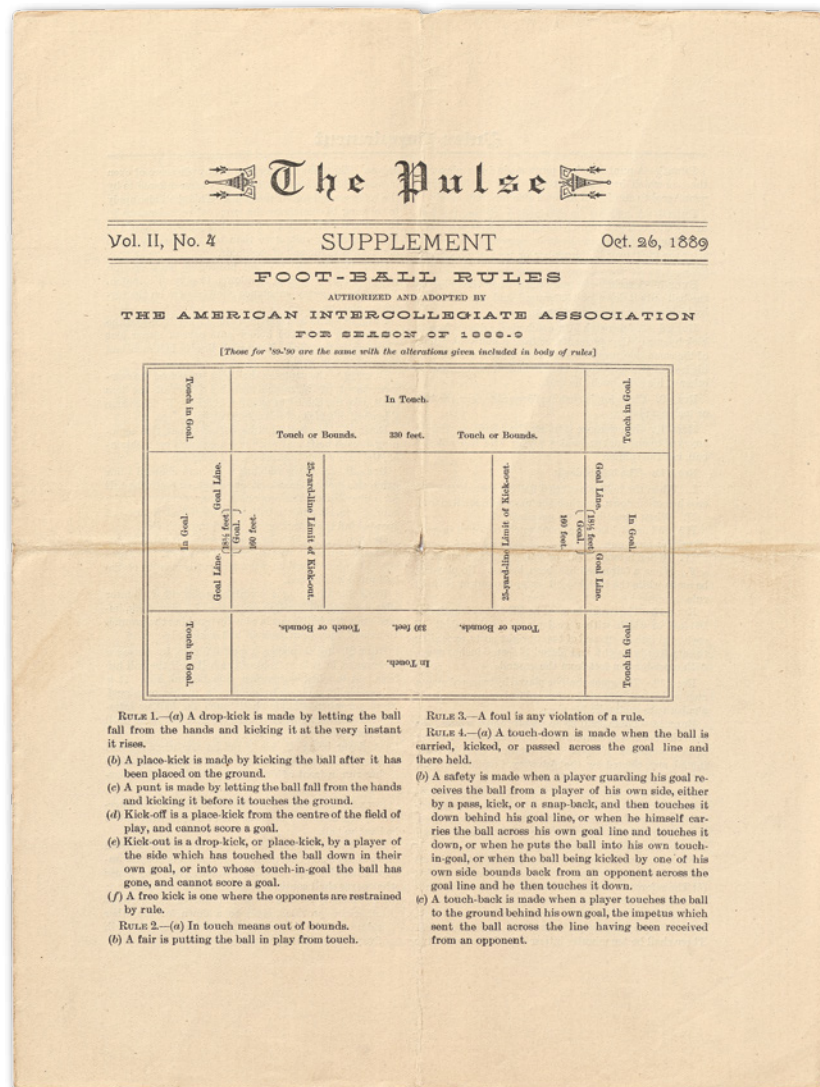 The Pulse
Vol. II, No. 4 SUPPLEMENT Oct. 26, 1889
FOOT-BALL RULES
AUTHORIZED AND ADOPTED BY
THE AMERICAN INTERCOLLEGIATE ASSOCIATION
FOR SEASON OF 1888-9
[Those for '89-'90 are the same with the alterations given included in body of rules]
Touch in Goal.
In Touch.
Touch in Goal.
Touch or Bounds. 330 feet. Touch or Bounds.
In Goal.
Goal Line. Goal Line.
18½ feet
Goal.
160 feet.
25-yard-line Limit of Kick-out.
25-yard-line Limit of Kick-out.
160 feet.
Goal.
18½ feet
Goal Line. Goal Line.
In Goal.
Touch in Goal.
Touch or Bounds. 330 feet. Touch or Bounds.
In Touch.
Touch in Goal.
RULE 1.—(a) A drop-kick is made by letting the ball
fall from the hands and kicking it at the very instant
it rises.
(b) A place-kick is made by kicking the ball after it has
been placed on the ground.
(c) A punt is made by letting the ball fall from the hands
and kicking it before it touches the ground.
(d) Kick-off is a place-kick from the centre of the field of
play, and cannot score a goal.
(e) Kick-out is a drop-kick, or place-kick, by a player of
the side which has touched the ball down in their
own goal, or into whose touch-in-goal the ball has
gone, and cannot score a goal.
(f) A free kick is one where the opponents are restrained
by rule.
RULE 2.—(a) In touch means out of bounds.
(b) A fair is putting the ball in play from touch.
RULE 3.—A foul is any violation of a rule.
RULE 4.—(a) A touch-down is made when the ball is
carried, kicked, or passed across the goal line and
there held.
(b) A safety is made when a player guarding his goal re-
ceives the ball from a player of his own side, either
by a pass, kick, or a snap-back, and then touches it
down behind his goal line, or when he himself car-
ries the ball across his own goal line and touches it
down, or when he puts the ball into his own touch-
in-goal, or when the ball being kicked by one of his
own side bounds back from an opponent across the
goal line and he then touches it down.
(c) A touch-back is made when a player touches the ball
to the ground behind his own goal, the impetus which
sent the ball across the line having been received
from an opponent.